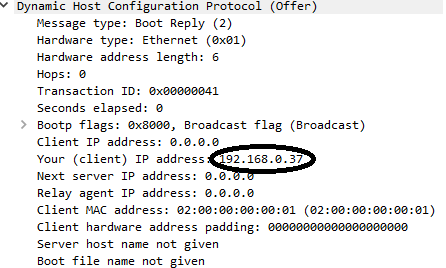 Dynamic Host Configuration Protocol (Offer)
Message type: Boot Reply (2)
Hardware type: Ethernet (0x01)
Hardware address length: 6
Hops: 0
Transaction ID: 0x00000041
Seconds elapsed: 0
Bootp flags: 0x8000, Broadcast flag (Broadcast)
Client IP address: 0.0.0.0
Your (client) IP address: 192.168.0.37
Next server IP address: 0.0.0.0
Relay agent IP address: 0.0.0.0
Client MAC address: 02:00:00:00:00:01 (02:00:00:00:00:01)
Client hardware address padding: 00000000000000000000
Server host name not given
Boot file name not given